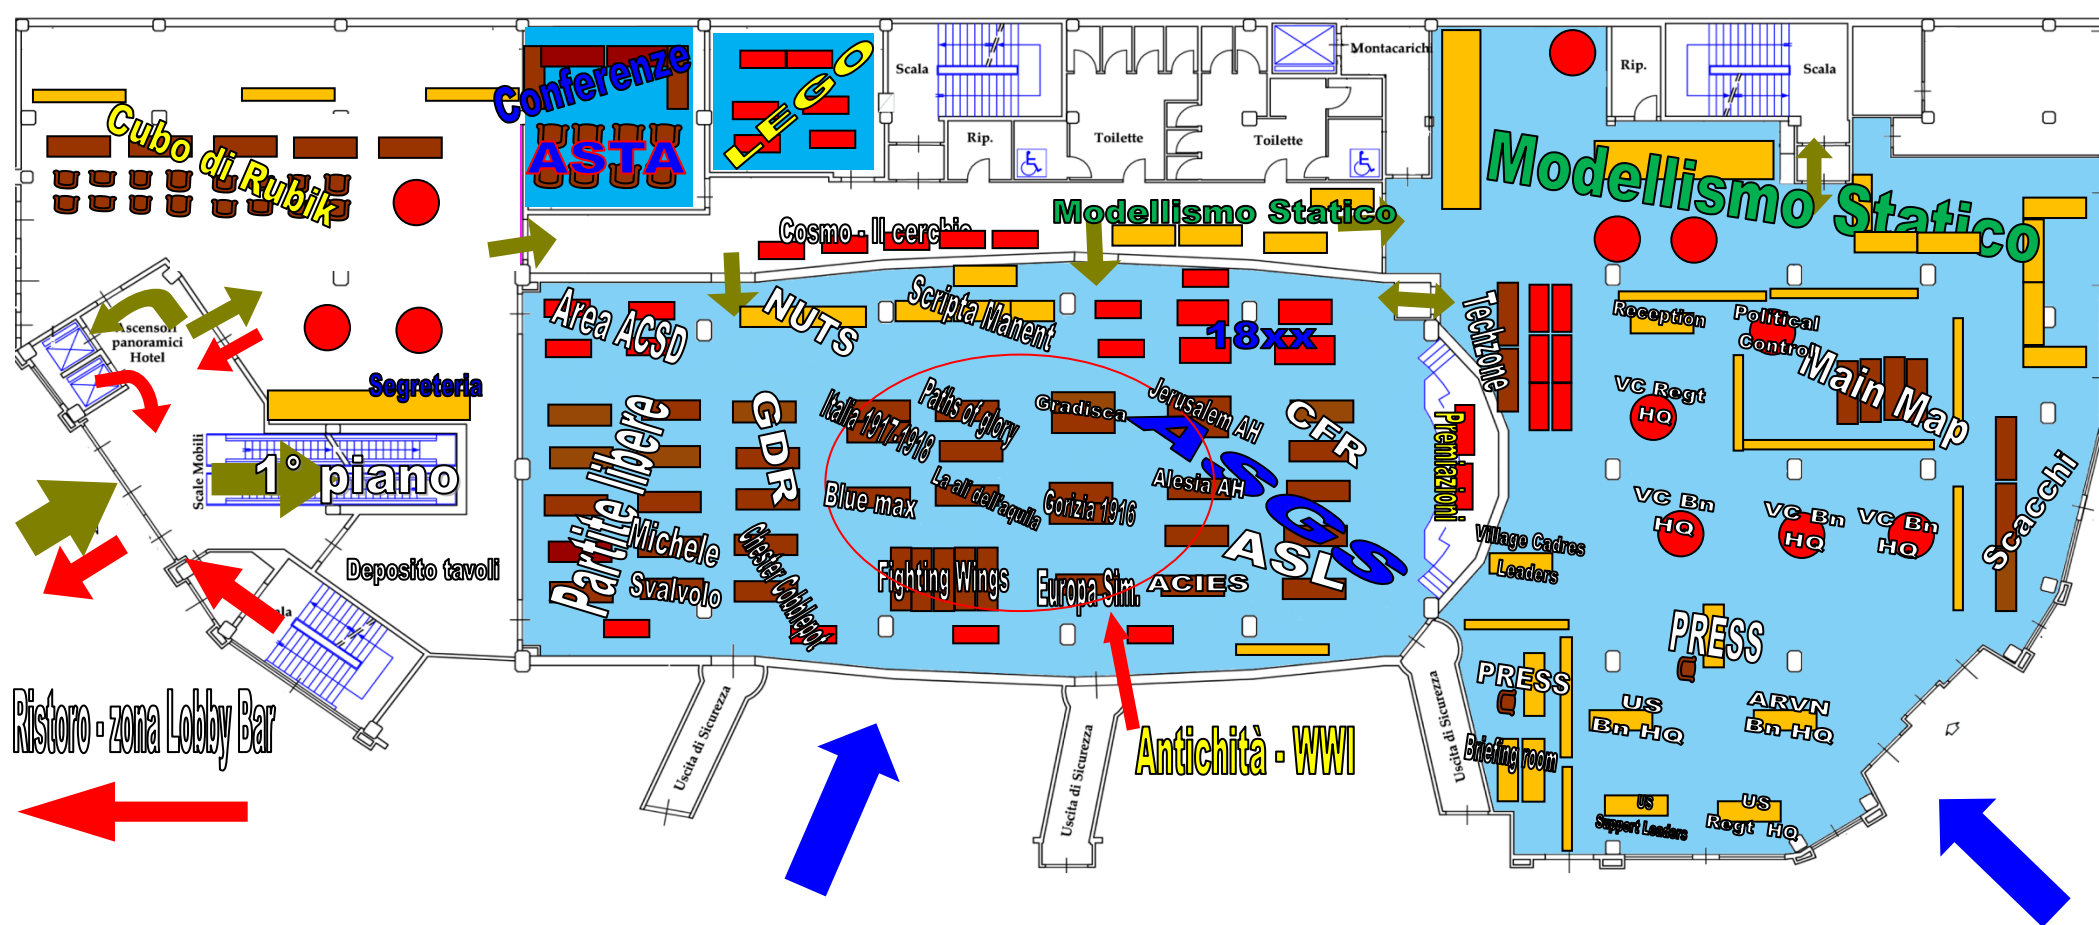 Conferenze
ASTA
LEGO
Scala
Rip.
Toilette
Toilette
Montacarichi
Rip.
Scala
Cubo di Rubik
Modellismo Statico
Cosmo - Il cerchio
Modellismo Statico
Ascensori
panoramici
Hotel
Segreteria
Scale Mobili
1° piano
Deposito tavoli
Area ACSD
NUTS
Scripta Manent
18xx
Techzone
Reception
Political
Control
Main Map
VC Regt
HQ
Partite libere
GDR
Italia 1917-1918
Paths of glory
Gradisca
Jerusalem AH
CFR
A.S.G.S
Premiazioni
Blue max
La ali dell'aquila
Gorizia 1916
Alesia AH
ASL
Michele
Svalvolo
Chester Cobblepot
Fighting Wings
Europa Sim.
ACIES
VC Bn
HQ
VC Bn
HQ
VC Bn
HQ
Scacchi
Village Cadres
Leaders
PRESS
PRESS
US
Bn HQ
ARVN
Bn HQ
Briefing room
US
Support Leaders
US
Regt HQ
Ristoro - zona Lobby Bar
Uscita di Sicurezza
Uscita di Sicurezza
Uscita di Sicurezza
Antichità - WWI